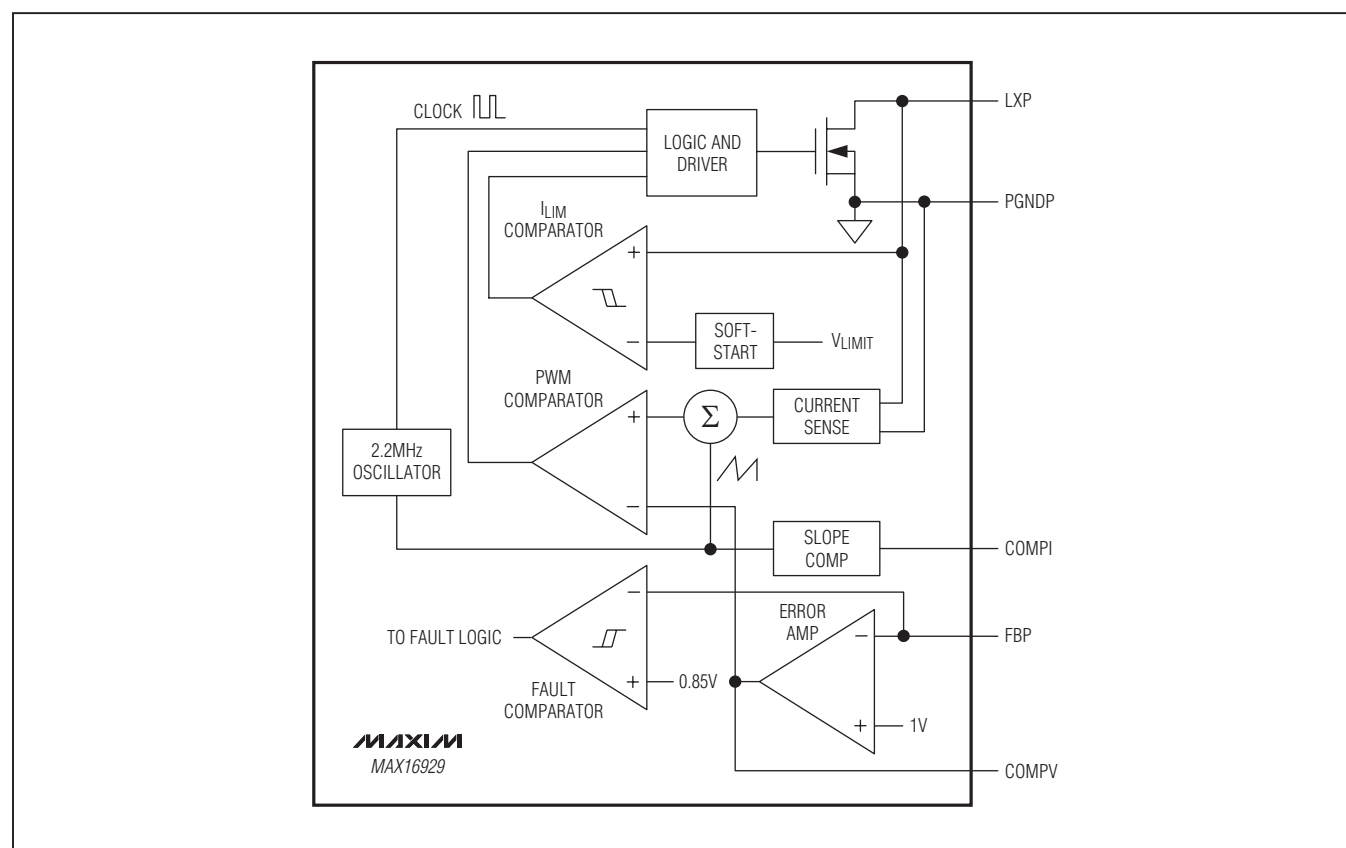 CLOCK
LXP
LOGIC AND
DRIVER
PGNDP
ILIM
COMPARATOR
+
SOFT-
START
VLIMIT
−
PWM
COMPARATOR
+
Σ
CURRENT
SENSE
2.2MHz
OSCILLATOR
−
SLOPE
COMP
COMPI
−
ERROR
AMP
−
FBP
TO FAULT LOGIC
+
0.85V
FAULT
COMPARATOR
+
1V
MAXIM
MAX16929
COMPV